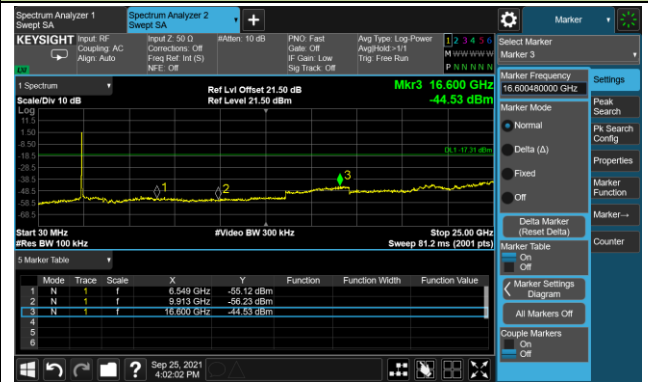 Spectrum Analyzer 1
Swept SA
Spectrum Analyzer 2
Swept SA
Marker
KEYSIGHT
Input: RF
Coupling: AC
Align: Auto
Input Z: 50 Ω
Corrections: Off
Freq Ref: Int (S)
NFE: Off
#Atten: 10 dB
PNO: Fast
Gate: Off
IF Gain: Low
Sig Track: Off
Avg Type: Log-Power
Avg|Hold:>1/1
Trig: Free Run
1 2 3 4 5 6
M W W W W W
P N N N N N
LNI
1 Spectrum
Scale/Div 10 dB
Log
Ref Lvl Offset 21.50 dB
Ref Level 21.50 dBm
Mkr3 16.600 GHz
-44.53 dBm
11.5
1.50
-8.50
-18.5
-28.5
-38.5
-48.5
-58.5
-68.5
DL1 -17.31 dBm
1
2
3
Start 30 MHz
#Res BW 100 kHz
#Video BW 300 kHz
Stop 25.00 GHz
Sweep 81.2 ms (2001 pts)
5 Marker Table
Mode Trace Scale X Y Function Function Width Function Value
1 N 1 f 6.549 GHz -55.12 dBm
2 N 1 f 9.913 GHz -56.23 dBm
3 N 1 f 16.600 GHz -44.53 dBm
4
5
6
Sep 25, 2021
4:02:02 PM
Select Marker
Marker 3
Marker Frequency
16.600480000 GHz
Marker Mode
Normal
Delta (Δ)
Fixed
Off
Delta Marker
(Reset Delta)
Marker Table
On
Off
Marker Settings
Diagram
All Markers Off
Couple Markers
On
Off
Settings
Peak
Search
Pk Search
Config
Properties
Marker
Function
Marker→
Counter